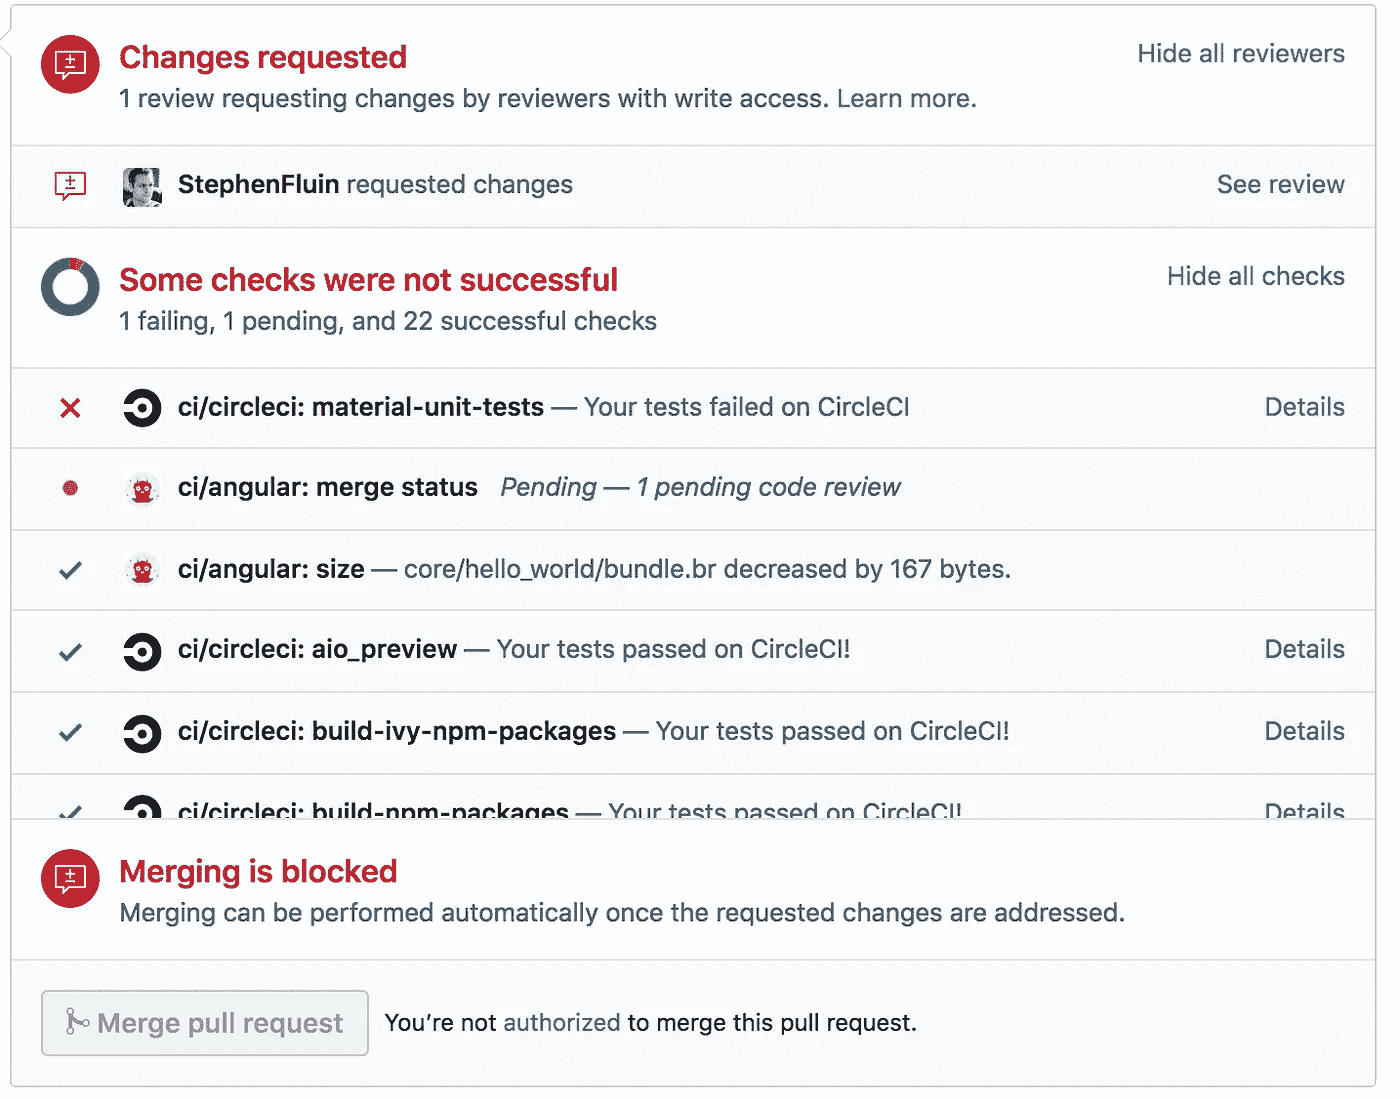 Changes requested
Hide all reviewers
1 review requesting changes by reviewers with write access. Learn more.
StephenFluin requested changes
See review
Some checks were not successful
Hide all checks
1 failing, 1 pending, and 22 successful checks
ci/circleci: material-unit-tests — Your tests failed on CircleCI
Details
ci/angular: merge status Pending — 1 pending code review
ci/angular: size — core/hello_world/bundle.br decreased by 167 bytes.
ci/circleci: aio_preview — Your tests passed on CircleCI!
Details
ci/circleci: build-ivy-npm-packages — Your tests passed on CircleCI!
Details
ci/circleci: build-npm-packages — Your tests passed on CircleCI!
Details
Merging is blocked
Merging can be performed automatically once the requested changes are addressed.
Merge pull request
You’re not authorized to merge this pull request.